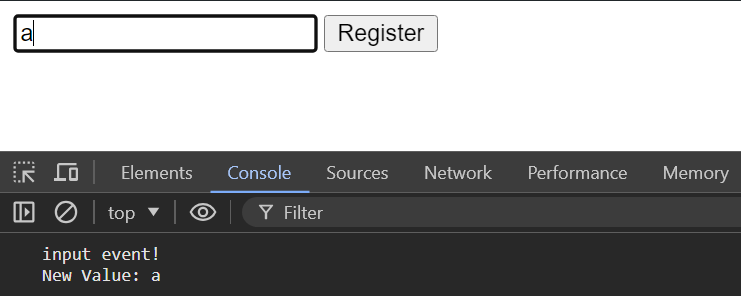 a Register
Elements Console Sources Network Performance Memory
top Filter
input event!
New Value: a